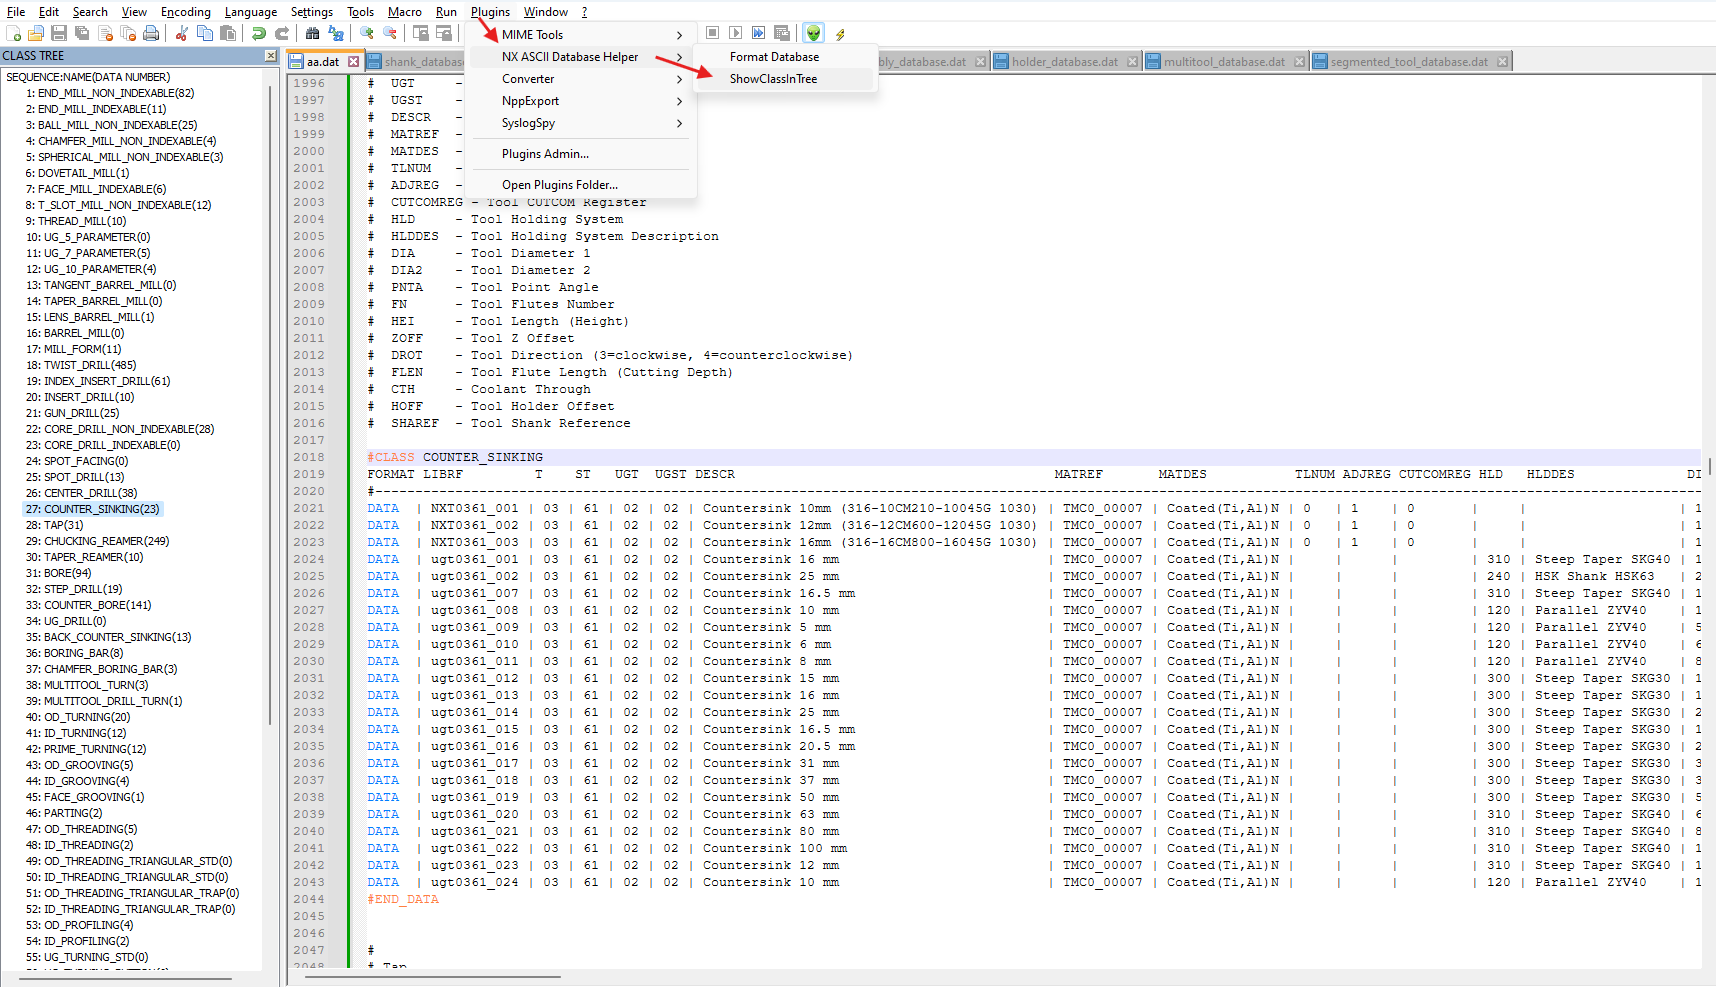 File Edit Search View Encoding Language Settings Tools Macro Run Plugins Window ?
CLASS TREE
SEQUENCE:NAME(DATA NUMBER)
1: END_MILL_NON_INDEXABLE(82)
2: END_MILL_INDEXABLE(11)
3: BALL_MILL_NON_INDEXABLE(25)
4: CHAMFER_MILL_NON_INDEXABLE(4)
5: SPHERICAL_MILL_NON_INDEXABLE(3)
6: DOVETAIL_MILL(1)
7: FACE_MILL_INDEXABLE(6)
8: T_SLOT_MILL_NON_INDEXABLE(12)
9: THREAD_MILL(10)
10: UG_5_PARAMETER(0)
11: UG_7_PARAMETER(5)
12: UG_10_PARAMETER(4)
13: TANGENT_BARREL_MILL(0)
14: TAPER_BARREL_MILL(0)
15: LENS_BARREL_MILL(1)
16: BARREL_MILL(0)
17: MILL_FORM(11)
18: TWIST_DRILL(485)
19: INDEX_INSERT_DRILL(61)
20: INSERT_DRILL(10)
21: GUN_DRILL(25)
22: CORE_DRILL_NON_INDEXABLE(28)
23: CORE_DRILL_INDEXABLE(0)
24: SPOT_FACING(0)
25: SPOT_DRILL(13)
26: CENTER_DRILL(38)
27: COUNTER_SINKING(23)
28: TAP(31)
29: CHUCKING_REAMER(249)
30: TAPER_REAMER(10)
31: BORE(94)
32: STEP_DRILL(19)
33: COUNTER_BORE(141)
34: UG_DRILL(0)
35: BACK_COUNTER_SINKING(13)
36: BORING_BAR(8)
37: CHAMFER_BORING_BAR(3)
38: MULTITOOL_TURN(3)
39: MULTITOOL_DRILL_TURN(1)
40: OD_TURNING(20)
41: ID_TURNING(12)
42: PRIME_TURNING(12)
43: OD_GROOVING(5)
44: ID_GROOVING(4)
45: FACE_GROOVING(1)
46: PARTING(2)
47: OD_THREADING(5)
48: ID_THREADING(2)
49: OD_THREADING_TRIANGULAR_STD(0)
50: ID_THREADING_TRIANGULAR_STD(0)
51: OD_THREADING_TRIANGULAR_TRAP(0)
52: ID_THREADING_TRIANGULAR_TRAP(0)
53: OD_PROFILING(4)
54: ID_PROFILING(2)
55: UG_TURNING_STD(0)
aa.dat shank_database bly_database.dat holder_database.dat multitool_database.dat segmented_tool_database.dat
MIME Tools
NX ASCII Database Helper
Converter
NppExport
SyslogSpy
Plugins Admin...
Open Plugins Folder...
Format Database
ShowClassInTree
1996 # UGT -
1997 # UGST -
1998 # DESCR -
1999 # MATREF -
2000 # MATDES -
2001 # TLNUM -
2002 # ADJREG -
2003 # CUTCOMREG - Tool CUTCOM Register
2004 # HLD - Tool Holding System
2005 # HLDDES - Tool Holding System Description
2006 # DIA - Tool Diameter 1
2007 # DIA2 - Tool Diameter 2
2008 # PNTA - Tool Point Angle
2009 # FN - Tool Flutes Number
2010 # HEI - Tool Length (Height)
2011 # ZOFF - Tool Z Offset
2012 # DROT - Tool Direction (3=clockwise, 4=counterclockwise)
2013 # FLEN - Tool Flute Length (Cutting Depth)
2014 # CTH - Coolant Through
2015 # HOFF - Tool Holder Offset
2016 # SHAREF - Tool Shank Reference
2017
2018 #CLASS COUNTER_SINKING
2019 FORMAT LIBRF T ST UGT UGST DESCR MATREF MATDES TLNUM ADJREG CUTCOMREG HLD HLDDES DI
2020 #--------------------------------
2021 DATA | NXT0361_001 | 03 | 61 | 02 | 02 | Countersink 10mm (316-10CM210-10045G 1030) | TMC0_00007 | Coated(Ti,Al)N | 0 | 1 | 0 | | | 1
2022 DATA | NXT0361_002 | 03 | 61 | 02 | 02 | Countersink 12mm (316-12CM600-12045G 1030) | TMC0_00007 | Coated(Ti,Al)N | 0 | 1 | 0 | | | 1
2023 DATA | NXT0361_003 | 03 | 61 | 02 | 02 | Countersink 16mm (316-16CM800-16045G 1030) | TMC0_00007 | Coated(Ti,Al)N | 0 | 1 | 0 | | | 1
2024 DATA | ugt0361_001 | 03 | 61 | 02 | 02 | Countersink 16 mm | TMC0_00007 | Coated(Ti,Al)N | | | | 310 | Steep Taper SKG40 | 1
2025 DATA | ugt0361_002 | 03 | 61 | 02 | 02 | Countersink 25 mm | TMC0_00007 | Coated(Ti,Al)N | | | | 240 | HSK Shank HSK63 | 2
2026 DATA | ugt0361_007 | 03 | 61 | 02 | 02 | Countersink 16.5 mm | TMC0_00007 | Coated(Ti,Al)N | | | | 310 | Steep Taper SKG40 | 1
2027 DATA | ugt0361_008 | 03 | 61 | 02 | 02 | Countersink 10 mm | TMC0_00007 | Coated(Ti,Al)N | | | | 120 | Parallel ZYV40 | 1
2028 DATA | ugt0361_009 | 03 | 61 | 02 | 02 | Countersink 5 mm | TMC0_00007 | Coated(Ti,Al)N | | | | 120 | Parallel ZYV40 | 5
2029 DATA | ugt0361_010 | 03 | 61 | 02 | 02 | Countersink 6 mm | TMC0_00007 | Coated(Ti,Al)N | | | | 120 | Parallel ZYV40 | 6
2030 DATA | ugt0361_011 | 03 | 61 | 02 | 02 | Countersink 8 mm | TMC0_00007 | Coated(Ti,Al)N | | | | 120 | Parallel ZYV40 | 8
2031 DATA | ugt0361_012 | 03 | 61 | 02 | 02 | Countersink 15 mm | TMC0_00007 | Coated(Ti,Al)N | | | | 300 | Steep Taper SKG30 | 1
2032 DATA | ugt0361_013 | 03 | 61 | 02 | 02 | Countersink 16 mm | TMC0_00007 | Coated(Ti,Al)N | | | | 300 | Steep Taper SKG30 | 1
2033 DATA | ugt0361_014 | 03 | 61 | 02 | 02 | Countersink 25 mm | TMC0_00007 | Coated(Ti,Al)N | | | | 300 | Steep Taper SKG30 | 2
2034 DATA | ugt0361_015 | 03 | 61 | 02 | 02 | Countersink 16.5 mm | TMC0_00007 | Coated(Ti,Al)N | | | | 300 | Steep Taper SKG30 | 1
2035 DATA | ugt0361_016 | 03 | 61 | 02 | 02 | Countersink 20.5 mm | TMC0_00007 | Coated(Ti,Al)N | | | | 300 | Steep Taper SKG30 | 2
2036 DATA | ugt0361_017 | 03 | 61 | 02 | 02 | Countersink 31 mm | TMC0_00007 | Coated(Ti,Al)N | | | | 300 | Steep Taper SKG30 | 3
2037 DATA | ugt0361_018 | 03 | 61 | 02 | 02 | Countersink 37 mm | TMC0_00007 | Coated(Ti,Al)N | | | | 300 | Steep Taper SKG30 | 3
2038 DATA | ugt0361_019 | 03 | 61 | 02 | 02 | Countersink 50 mm | TMC0_00007 | Coated(Ti,Al)N | | | | 300 | Steep Taper SKG30 | 5
2039 DATA | ugt0361_020 | 03 | 61 | 02 | 02 | Countersink 63 mm | TMC0_00007 | Coated(Ti,Al)N | | | | 310 | Steep Taper SKG40 | 6
2040 DATA | ugt0361_021 | 03 | 61 | 02 | 02 | Countersink 80 mm | TMC0_00007 | Coated(Ti,Al)N | | | | 310 | Steep Taper SKG40 | 8
2041 DATA | ugt0361_022 | 03 | 61 | 02 | 02 | Countersink 100 mm | TMC0_00007 | Coated(Ti,Al)N | | | | 310 | Steep Taper SKG40 | 1
2042 DATA | ugt0361_023 | 03 | 61 | 02 | 02 | Countersink 12 mm | TMC0_00007 | Coated(Ti,Al)N | | | | 310 | Steep Taper SKG40 | 1
2043 DATA | ugt0361_024 | 03 | 61 | 02 | 02 | Countersink 10 mm | TMC0_00007 | Coated(Ti,Al)N | | | | 120 | Parallel ZYV40 | 1
2044 #END_DATA
2045
2046
2047 #
2048 # Tap